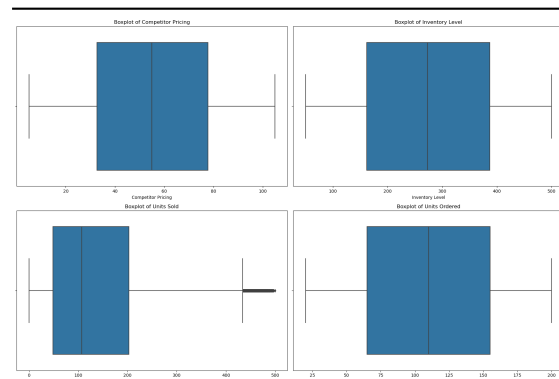 Boxplot of Competitor Pricing
20 40 60 80 100
Competitor Pricing
Boxplot of Inventory Level
100 200 300 400 500
Inventory Level
Boxplot of Units Sold
0 100 200 300 400 500
Boxplot of Units Ordered
25 50 75 100 125 150 175 200